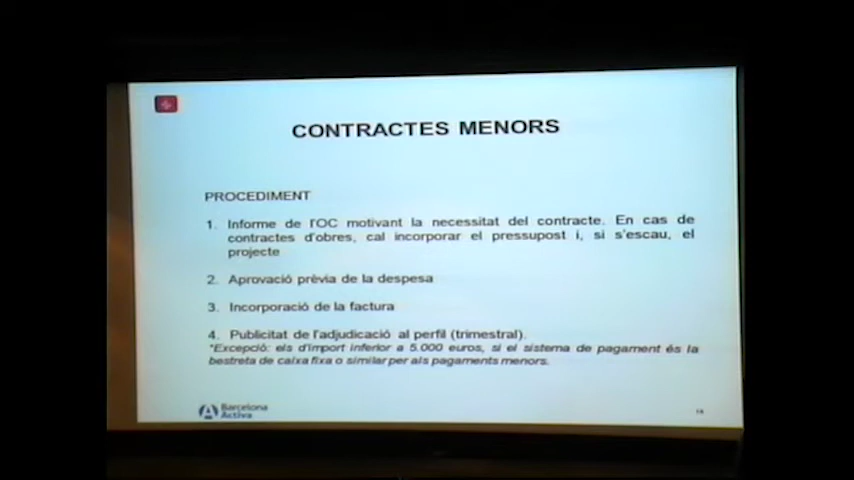 CONTRACTES MENORS
PROCEDIMENT
1. Informe de l'OC motivant la necessitat del contracte. En cas de
contractes d'obres, cal incorporar el pressupost i, si s'escau, el
projecte
2. Aprovació prèvia de la despesa
3. Incorporació de la factura
4. Publicitat de l'adjudicació al perfil (trimestral).
*Excepció: els d'import inferior a 5.000 euros, si el sistema de pagament és la
bestreta de caixa fixa o similar per als pagaments menors.
Barcelona
Activa